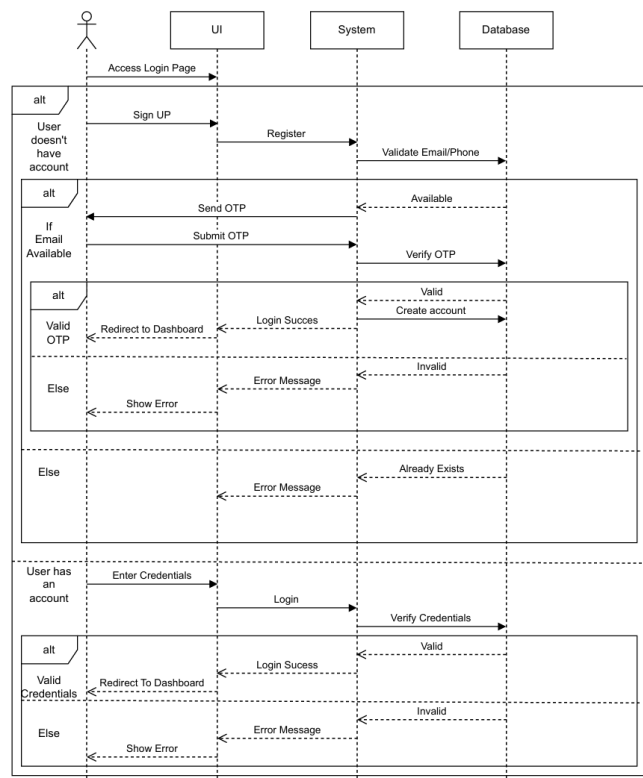 UI
System
Database
Access Login Page
alt
Sign UP
User
doesn't
have
account
Register
Validate Email/Phone
alt
Available
Send OTP
If
Email
Available
Submit OTP
Verify OTP
alt
Valid
Create account
Valid
OTP
Login Succes
Redirect to Dashboard
Invalid
Else
Error Message
Show Error
Else
Already Exists
Error Message
User has
an
account
Enter Credentials
Login
Verify Credentials
alt
Valid
Login Sucess
Valid
Credentials
Redirect To Dashboard
Invalid
Else
Error Message
Show Error